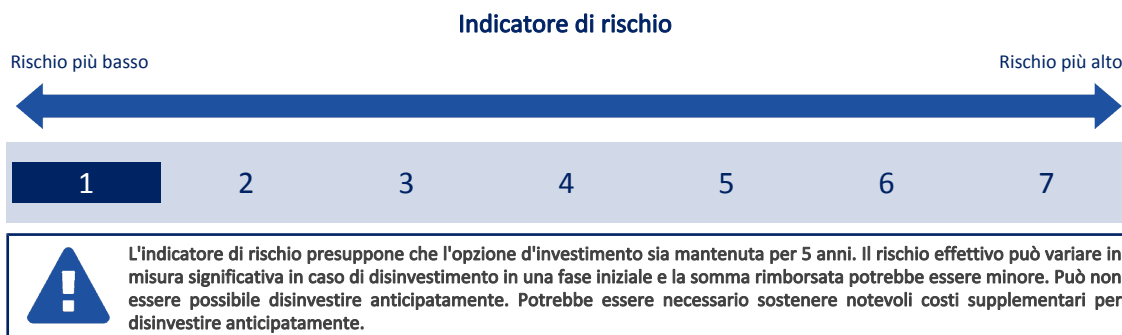 Indicatore di rischio
Rischio più basso Rischio più alto
1 2 3 4 5 6 7
L'indicatore di rischio presuppone che l'opzione d'investimento sia mantenuta per 5 anni. Il rischio effettivo può variare in
misura significativa in caso di disinvestimento in una fase iniziale e la somma rimborsata potrebbe essere minore. Può non
essere possibile disinvestire anticipatamente. Potrebbe essere necessario sostenere notevoli costi supplementari per
disinvestire anticipatamente.